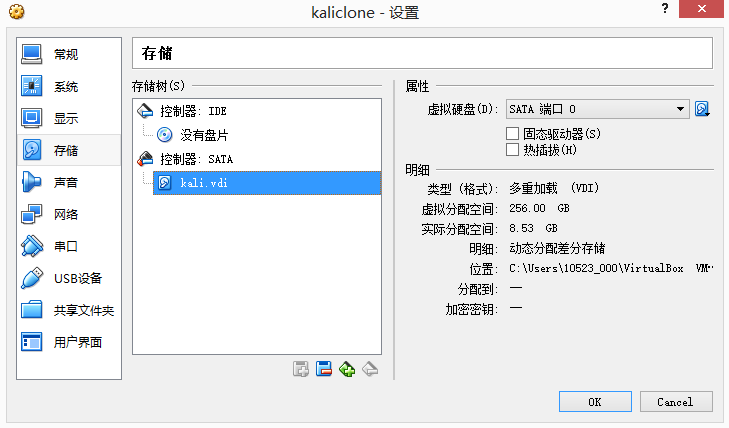 kaliclone - 设置
?
常规
系统
显示
存储
声音
网络
串口
USB设备
共享文件夹
用户界面
存储
存储树(S)
控制器: IDE
没有盘片
控制器: SATA
kali.vdi
属性
虚拟硬盘(D): SATA 端口 0
固态驱动器(S)
热插拔(H)
明细
类型 (格式): 多重加载 (VDI)
虚拟分配空间: 256.00 GB
实际分配空间: 8.53 GB
明细: 动态分配差分存储
位置: C:\Users\10523_000\VirtualBox VM…
分配到: —
加密密钥: —
OK
Cancel